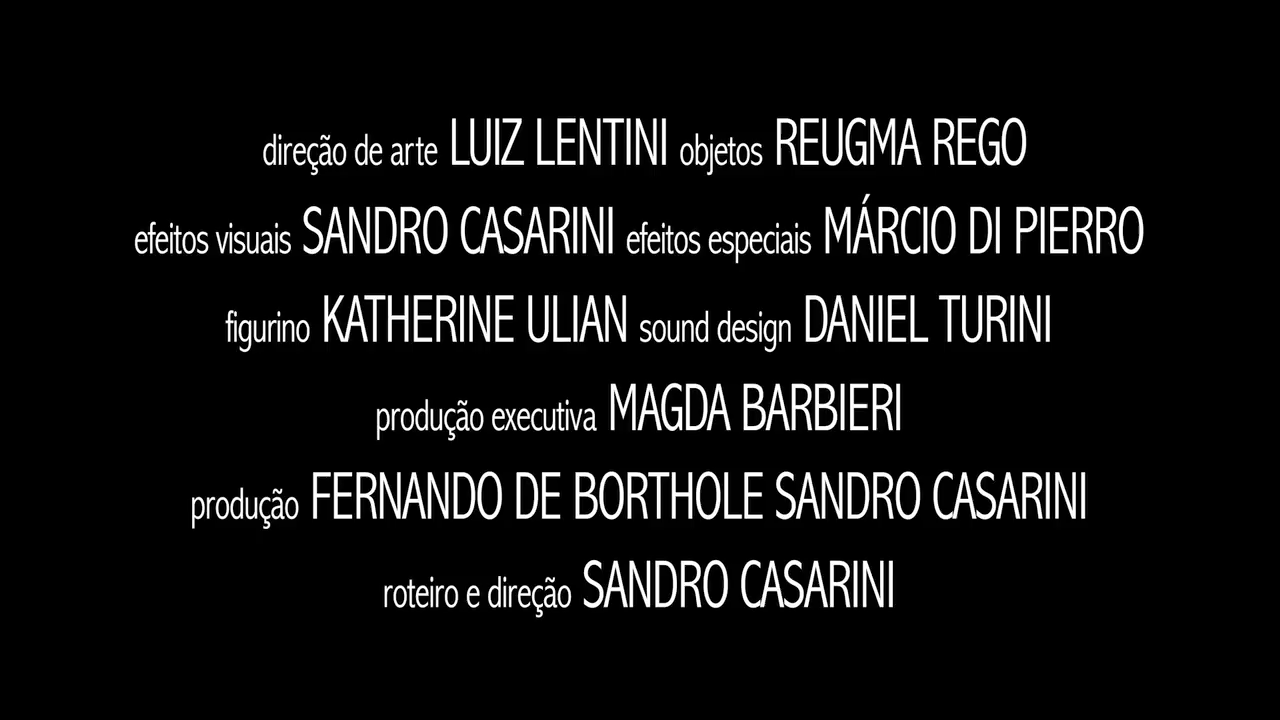 direção de arte LUIZ LENTINI objetos REUGMA REGO
efeitos visuais SANDRO CASARINI efeitos especiais MÁRCIO DI PIERRO
figurino KATHERINE ULIAN sound design DANIEL TURINI
produção executiva MAGDA BARBIERI
produção FERNANDO DE BORTHOLE SANDRO CASARINI
roteiro e direção SANDRO CASARINI